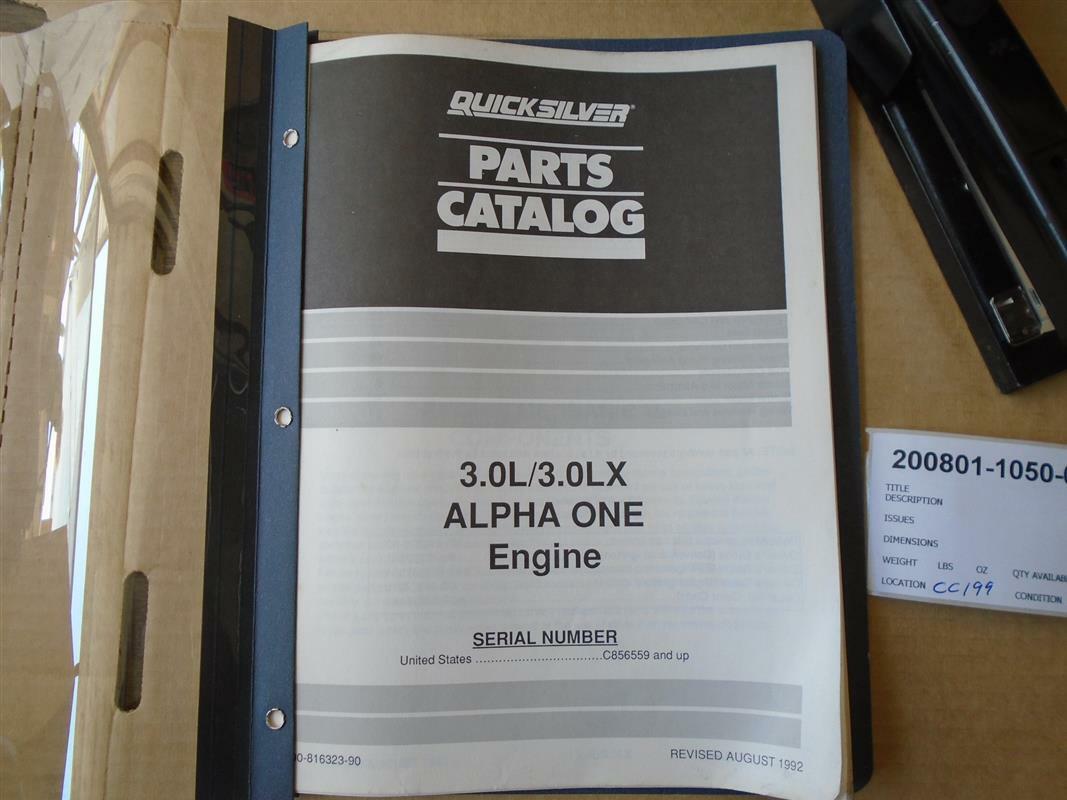 QUICKSILVER®
PARTS
CATALOG
3.0L/3.0LX
ALPHA ONE
Engine
SERIAL NUMBER
United States ..................................C856559 and up
0-816323-90
REVISED AUGUST 1992
200801-1050-
TITLE
DESCRIPTION
ISSUES
DIMENSIONS
WEIGHT LBS OZ QTY AVAILAB
LOCATION CC199 CONDITION